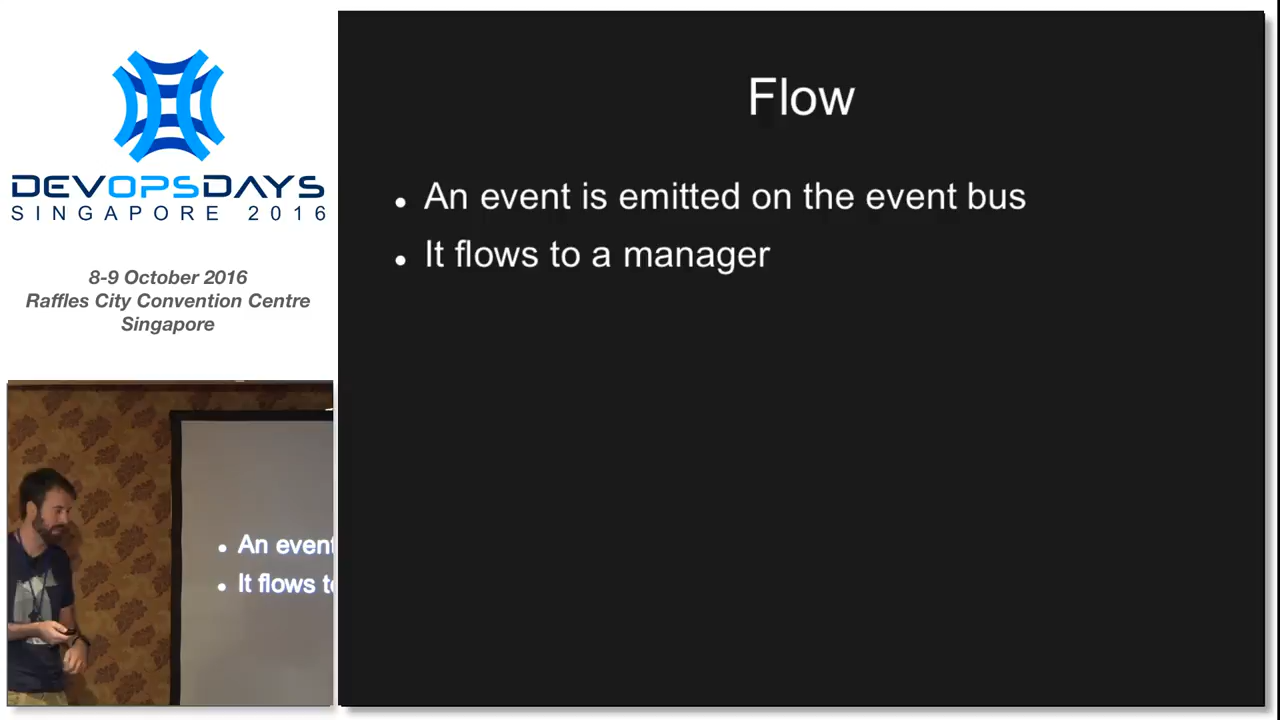 DEVOPSDAYS
SINGAPORE 2016
8-9 October 2016
Raffles City Convention Centre
Singapore
Flow
• An event is emitted on the event bus
• It flows to a manager
• An event
• It flows